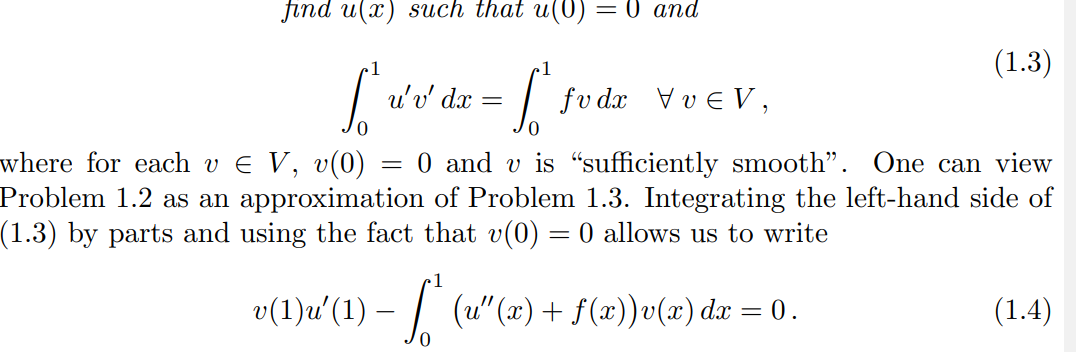 find u(x) such that u(0) = 0 and
(1.3)
∫₀¹ u′v′ dx = ∫₀¹ fv dx ∀ v ∈ V ,
where for each v ∈ V, v(0) = 0 and v is “sufficiently smooth”. One can view
Problem 1.2 as an approximation of Problem 1.3. Integrating the left-hand side of
(1.3) by parts and using the fact that v(0) = 0 allows us to write
v(1)u′(1) − ∫₀¹ (u″(x) + f(x))v(x) dx = 0 . (1.4)